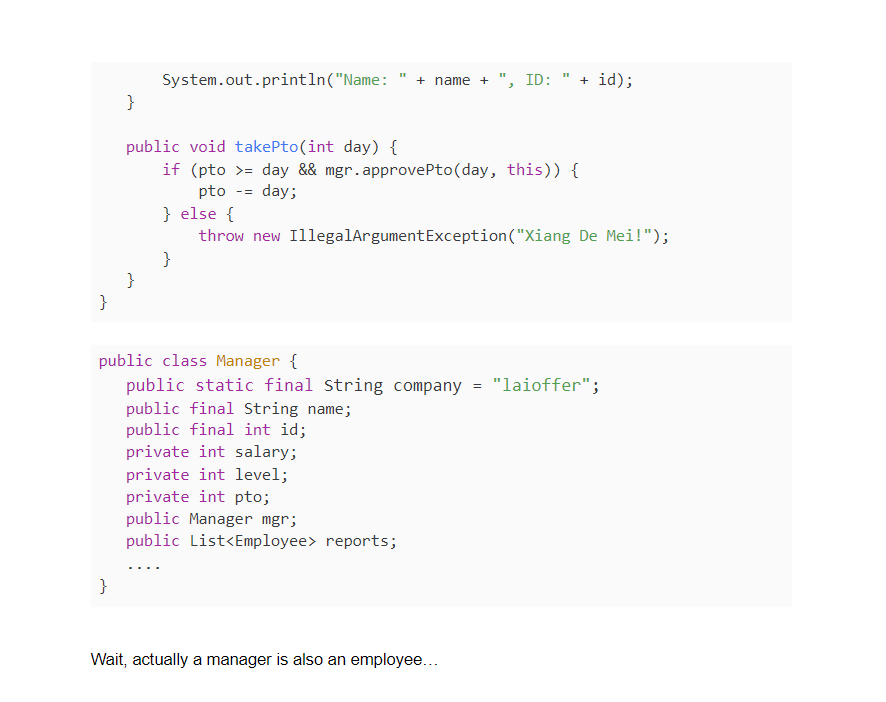 System.out.println("Name: " + name + ", ID: " + id);
}
public void takePto(int day) {
if (pto >= day && mgr.approvePto(day, this)) {
pto -= day;
} else {
throw new IllegalArgumentException("Xiang De Mei!");
}
}
}
public class Manager {
public static final String company = "laioffer";
public final String name;
public final int id;
private int salary;
private int level;
private int pto;
public Manager mgr;
public List<Employee> reports;
....
}
Wait, actually a manager is also an employee…